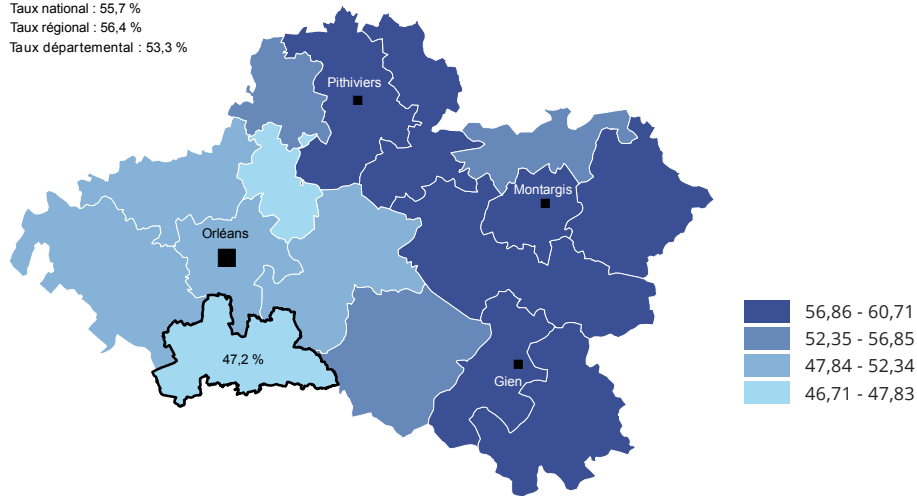 Taux national : 55,7 %
Taux régional : 56,4 %
Taux départemental : 53,3 %
Pithiviers
Montargis
Orléans
47,2 %
Gien
56,86 - 60,71
52,35 - 56,85
47,84 - 52,34
46,71 - 47,83